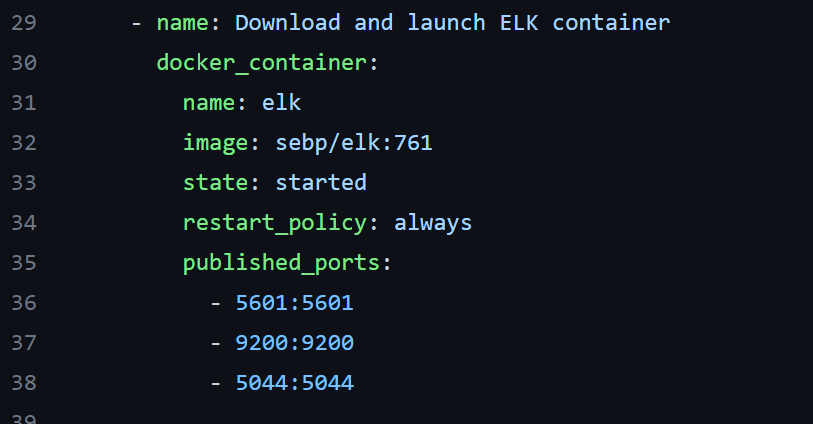 29 - name: Download and launch ELK container
30 docker_container:
31 name: elk
32 image: sebp/elk:761
33 state: started
34 restart_policy: always
35 published_ports:
36 - 5601:5601
37 - 9200:9200
38 - 5044:5044
39